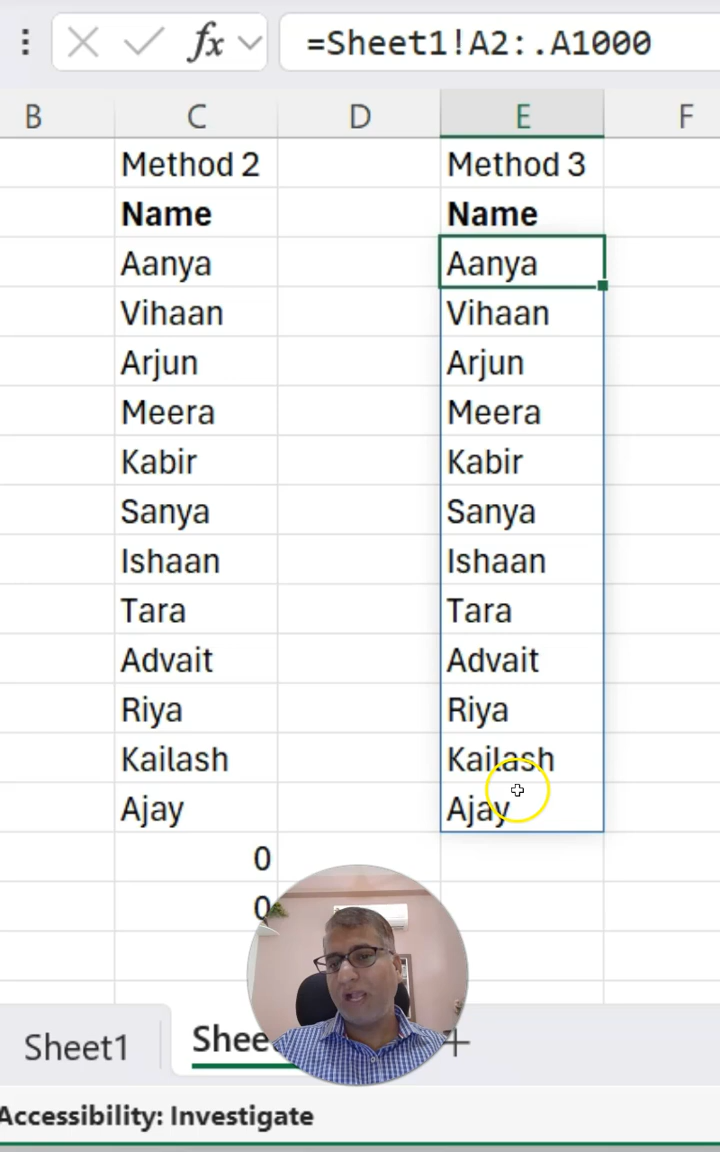 fx
=Sheet1!A2:.A1000
B C D E F
Method 2 Method 3
Name Name
Aanya Aanya
Vihaan Vihaan
Arjun Arjun
Meera Meera
Kabir Kabir
Sanya Sanya
Ishaan Ishaan
Tara Tara
Advait Advait
Riya Riya
Kailash Kailash
Ajay Ajay
0
0
Sheet1 Shee
Accessibility: Investigate